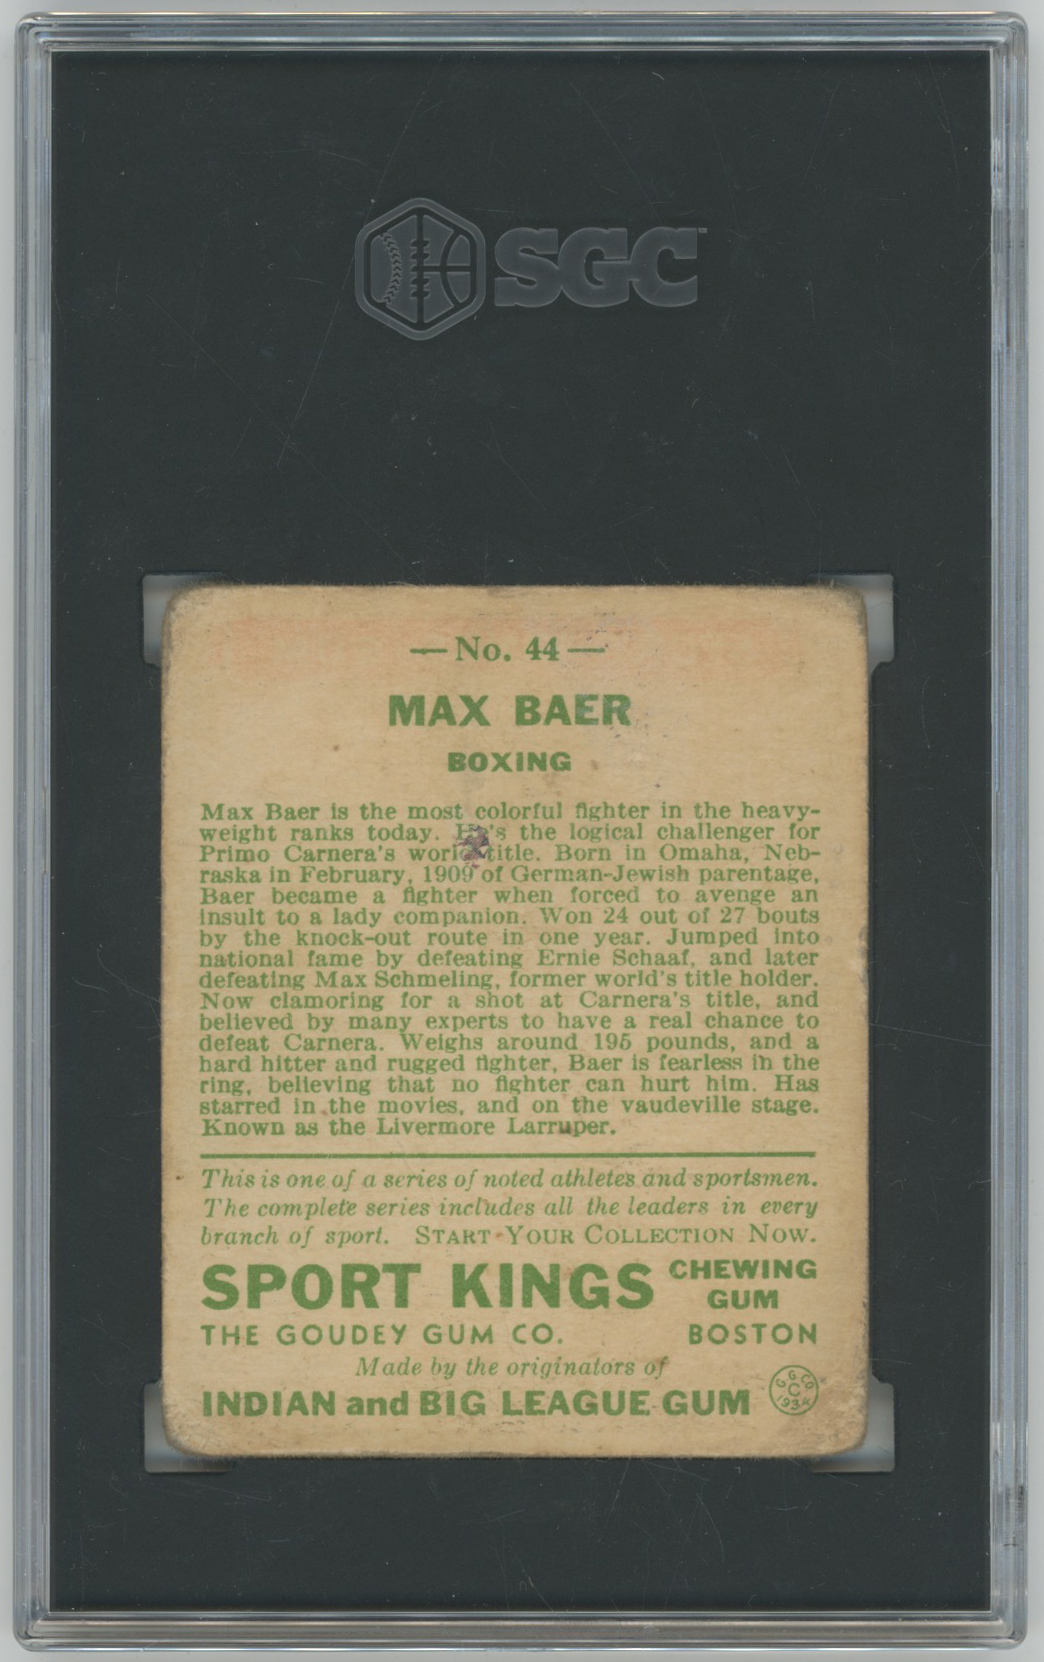 SGC™
— No. 44 —
MAX BAER
BOXING
Max Baer is the most colorful fighter in the heavy-
weight ranks today. He's the logical challenger for
Primo Carnera's world title. Born in Omaha, Neb-
raska in February, 1909 of German-Jewish parentage,
Baer became a fighter when forced to avenge an
insult to a lady companion. Won 24 out of 27 bouts
by the knock-out route in one year. Jumped into
national fame by defeating Ernie Schaaf, and later
defeating Max Schmeling, former world's title holder.
Now clamoring for a shot at Carnera's title, and
believed by many experts to have a real chance to
defeat Carnera. Weighs around 195 pounds, and a
hard hitter and rugged fighter, Baer is fearless in the
ring, believing that no fighter can hurt him. Has
starred in the movies, and on the vaudeville stage.
Known as the Livermore Larruper.
This is one of a series of noted athletes and sportsmen.
The complete series includes all the leaders in every
branch of sport. START YOUR COLLECTION NOW.
SPORT KINGS CHEWING GUM
THE GOUDEY GUM CO. BOSTON
Made by the originators of
INDIAN and BIG LEAGUE GUM
G.G.CO.
C
1934